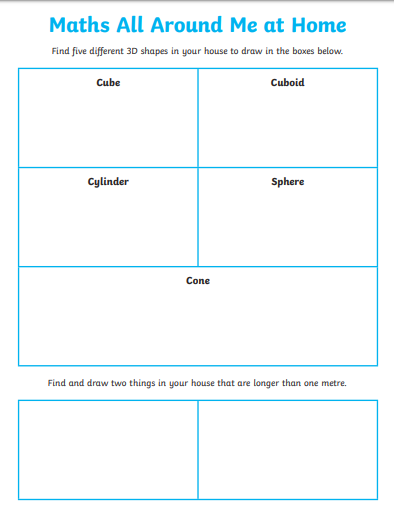 Maths All Around Me at Home
Find five different 3D shapes in your house to draw in the boxes below.
Cube
Cuboid
Cylinder
Sphere
Cone
Find and draw two things in your house that are longer than one metre.